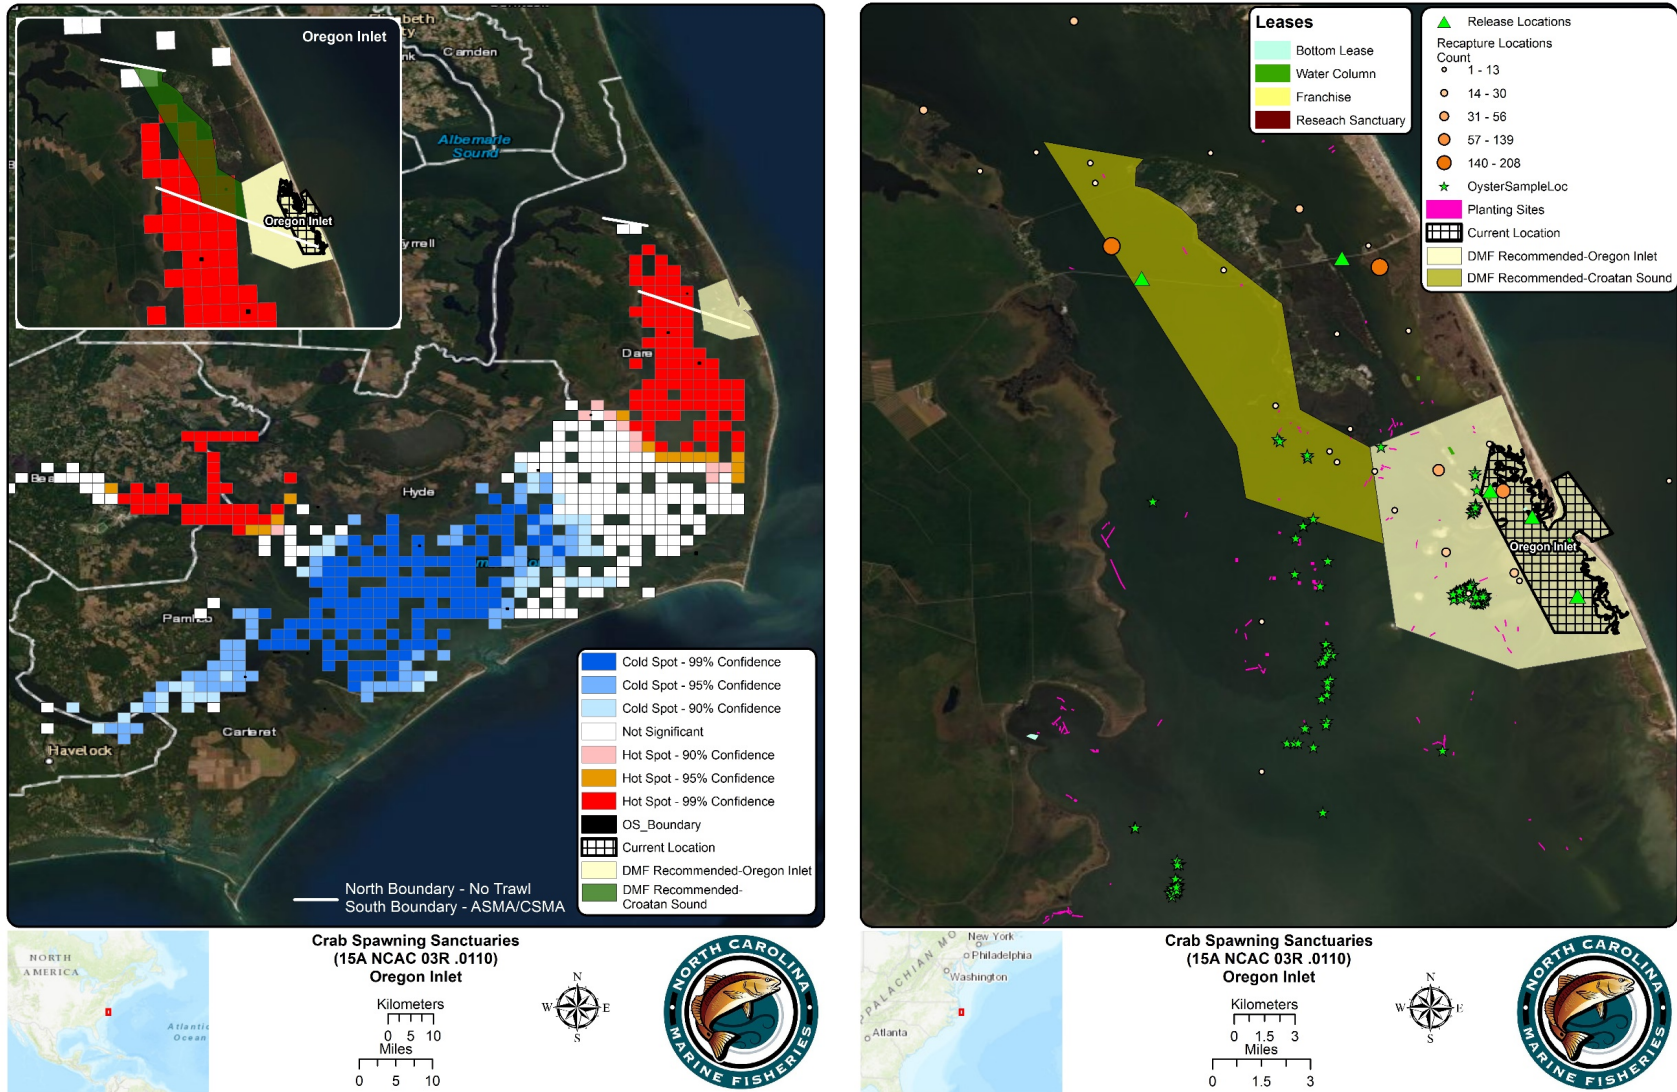 Oregon Inlet
Oregon Inlet
Camden
Albemarle
Sound
Dare
Hyde
Carteret
Havelock
Cold Spot - 99% Confidence
Cold Spot - 95% Confidence
Cold Spot - 90% Confidence
Not Significant
Hot Spot - 90% Confidence
Hot Spot - 95% Confidence
Hot Spot - 99% Confidence
OS_Boundary
Current Location
DMF Recommended-Oregon Inlet
DMF Recommended-
Croatan Sound
North Boundary - No Trawl
South Boundary - ASMA/CSMA
NORTH
AMERICA
Atlantic
Ocean
Crab Spawning Sanctuaries
(15A NCAC 03R .0110)
Oregon Inlet
Kilometers
0 5 10
Miles
0 5 10
N
W E
S
NORTH CAROLINA
MARINE FISHERIES
Leases
Bottom Lease
Water Column
Franchise
Reseach Sanctuary
Release Locations
Recapture Locations
Count
1 - 13
14 - 30
31 - 56
57 - 139
140 - 208
OysterSampleLoc
Planting Sites
Current Location
DMF Recommended-Oregon Inlet
DMF Recommended-Croatan Sound
Oregon Inlet
New York
Philadelphia
Washington
PPALACHIAN MO
Atlanta
Crab Spawning Sanctuaries
(15A NCAC 03R .0110)
Oregon Inlet
Kilometers
0 1.5 3
Miles
0 1.5 3
N
W E
S
NORTH CAROLINA
MARINE FISHERIES